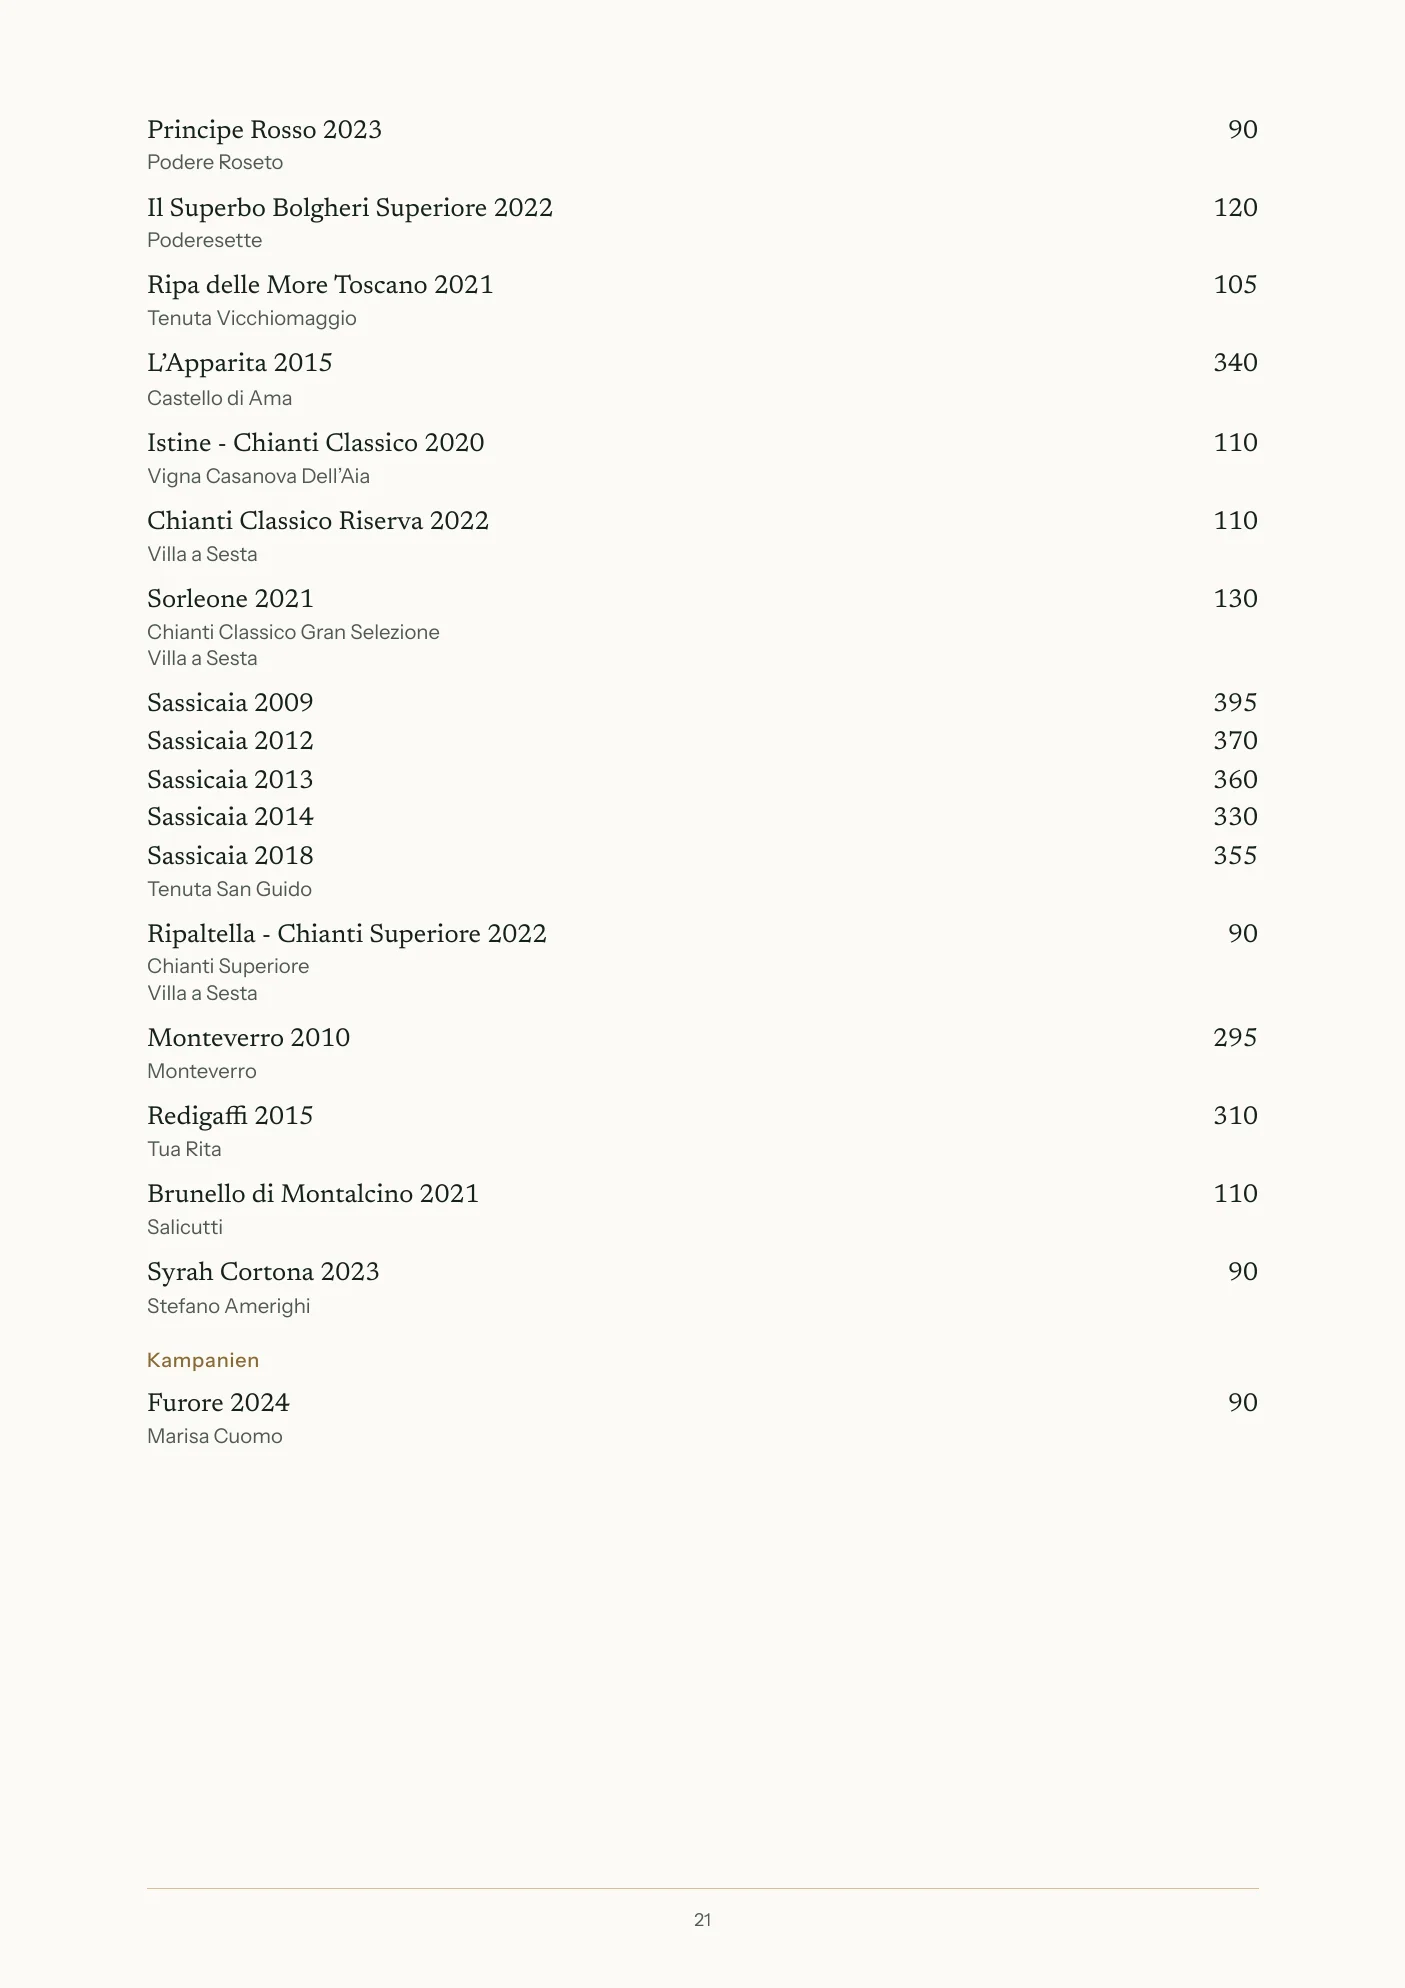 Principe Rosso 2023 90
Podere Roseto
Il Superbo Bolgheri Superiore 2022 120
Poderesette
Ripa delle More Toscano 2021 105
Tenuta Vicchiomaggio
L’Apparita 2015 340
Castello di Ama
Istine - Chianti Classico 2020 110
Vigna Casanova Dell’Aia
Chianti Classico Riserva 2022 110
Villa a Sesta
Sorleone 2021 130
Chianti Classico Gran Selezione
Villa a Sesta
Sassicaia 2009 395
Sassicaia 2012 370
Sassicaia 2013 360
Sassicaia 2014 330
Sassicaia 2018 355
Tenuta San Guido
Ripaltella - Chianti Superiore 2022 90
Chianti Superiore
Villa a Sesta
Monteverro 2010 295
Monteverro
Redigaffi 2015 310
Tua Rita
Brunello di Montalcino 2021 110
Salicutti
Syrah Cortona 2023 90
Stefano Amerighi
Kampanien
Furore 2024 90
Marisa Cuomo
21